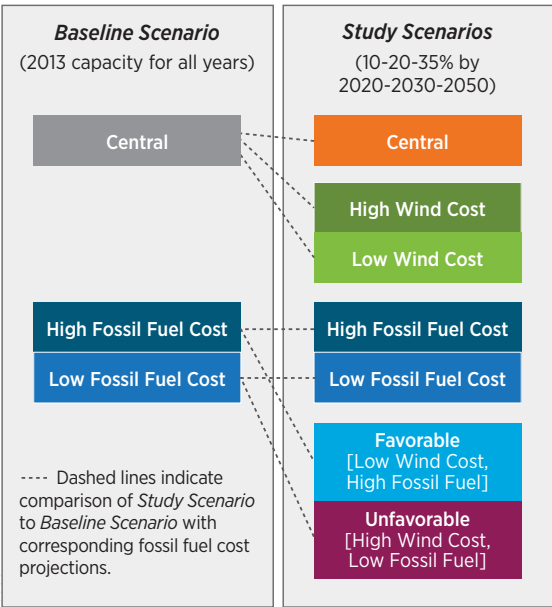 Baseline Scenario
(2013 capacity for all years)
Central
High Fossil Fuel Cost
Low Fossil Fuel Cost
---- Dashed lines indicate
comparison of Study Scenario
to Baseline Scenario with
corresponding fossil fuel cost
projections.
Study Scenarios
(10-20-35% by
2020-2030-2050)
Central
High Wind Cost
Low Wind Cost
High Fossil Fuel Cost
Low Fossil Fuel Cost
Favorable
[Low Wind Cost,
High Fossil Fuel]
Unfavorable
[High Wind Cost,
Low Fossil Fuel]